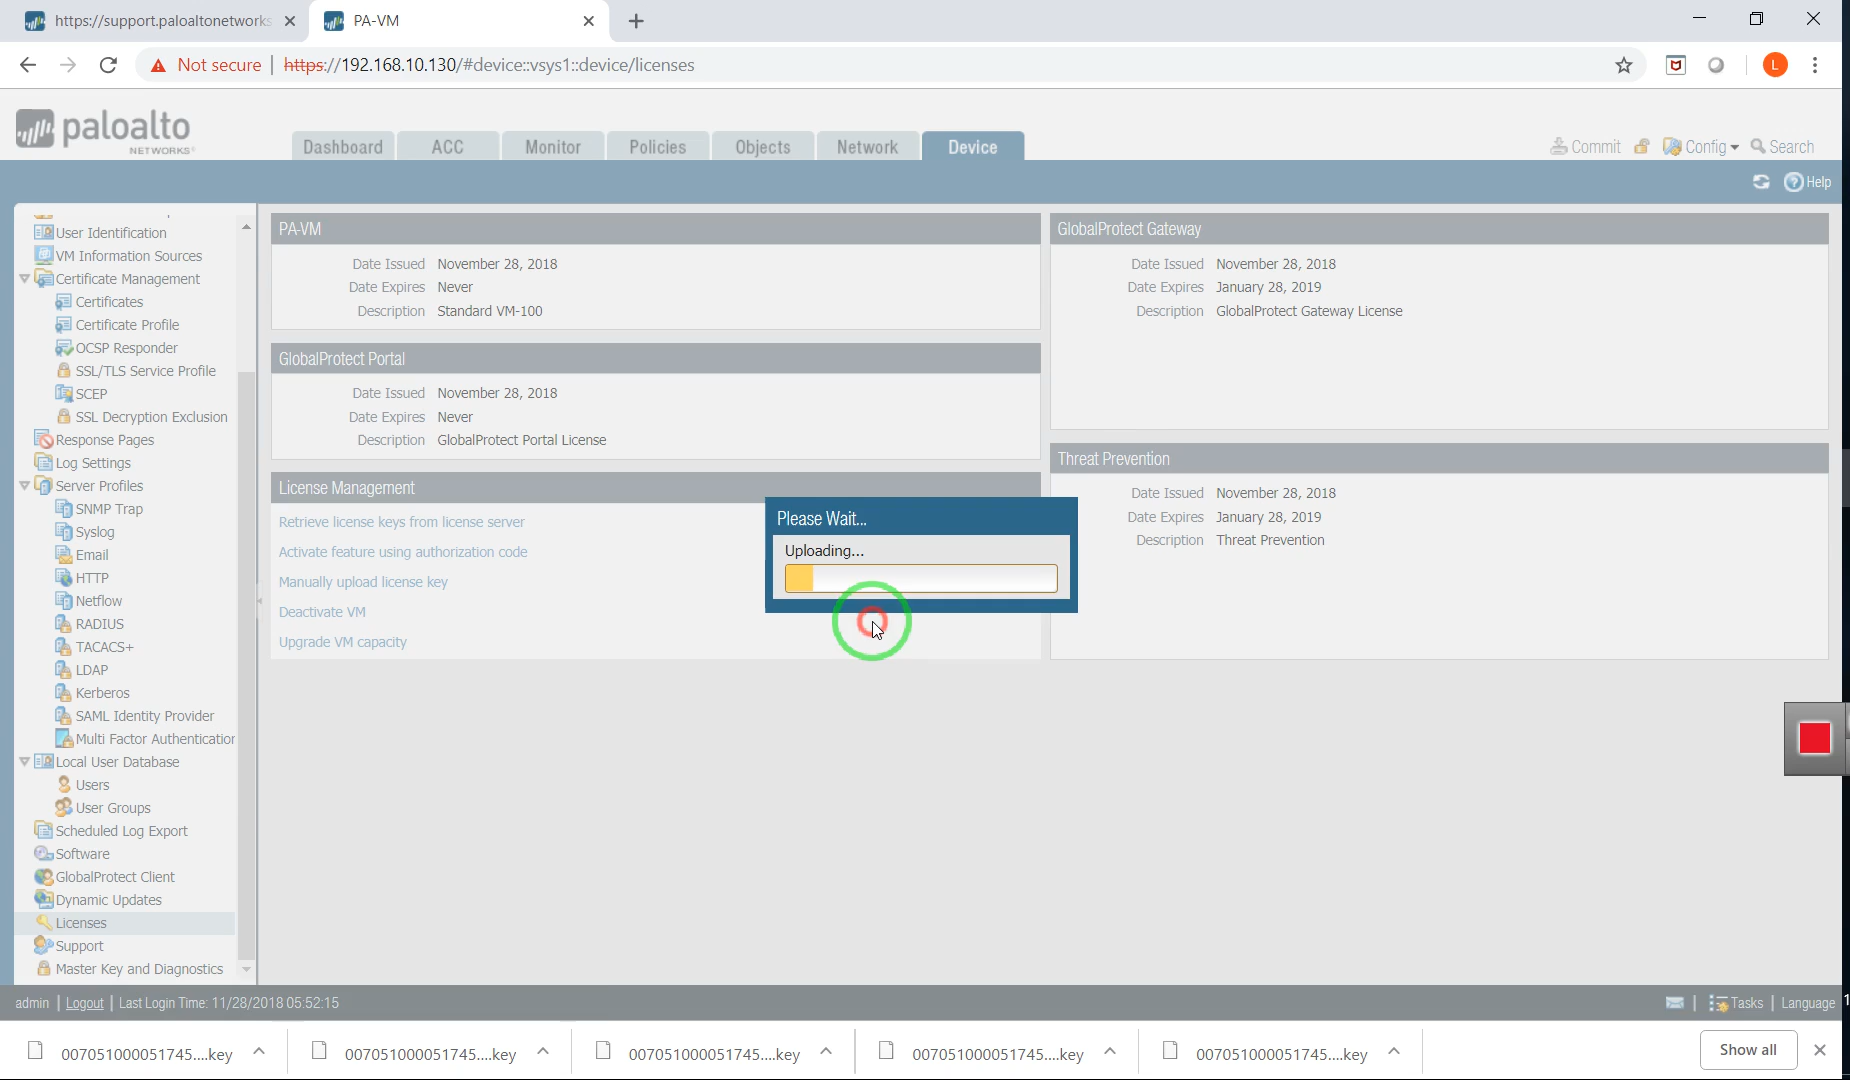 https://support.paloaltonetworks
PA-VM
Not secure
https://192.168.10.130/#device::vsys1::device/licenses
L
paloalto
NETWORKS
Dashboard
ACC
Monitor
Policies
Objects
Network
Device
Commit
Config
Search
Help
User Identification
VM Information Sources
Certificate Management
Certificates
Certificate Profile
OCSP Responder
SSL/TLS Service Profile
SCEP
SSL Decryption Exclusion
Response Pages
Log Settings
Server Profiles
SNMP Trap
Syslog
Email
HTTP
Netflow
RADIUS
TACACS+
LDAP
Kerberos
SAML Identity Provider
Multi Factor Authentication
Local User Database
Users
User Groups
Scheduled Log Export
Software
GlobalProtect Client
Dynamic Updates
Licenses
Support
Master Key and Diagnostics
PA-VM
Date Issued November 28, 2018
Date Expires Never
Description Standard VM-100
GlobalProtect Portal
Date Issued November 28, 2018
Date Expires Never
Description GlobalProtect Portal License
License Management
Retrieve license keys from license server
Activate feature using authorization code
Manually upload license key
Deactivate VM
Upgrade VM capacity
GlobalProtect Gateway
Date Issued November 28, 2018
Date Expires January 28, 2019
Description GlobalProtect Gateway License
Threat Prevention
Date Issued November 28, 2018
Date Expires January 28, 2019
Description Threat Prevention
Please Wait...
Uploading...
admin | Logout | Last Login Time: 11/28/2018 05:52:15
Tasks | Language
007051000051745....key
007051000051745....key
007051000051745....key
007051000051745....key
007051000051745....key
Show all